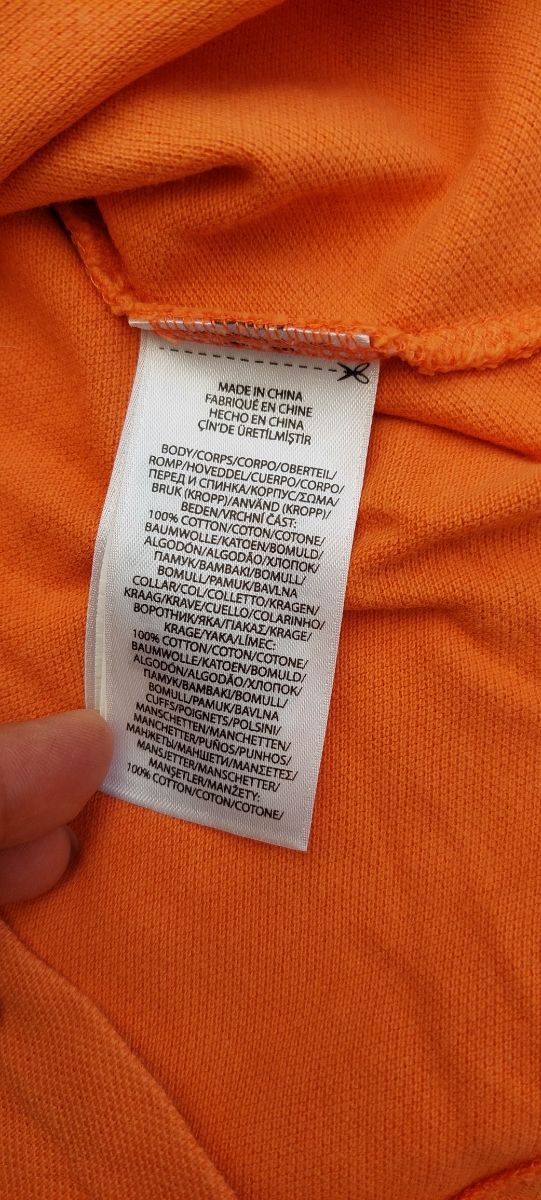 MADE IN CHINA
FABRIQUÉ EN CHINE
HECHO EN CHINA
ÇİN'DE ÜRETİLMİŞTİR
BODY/CORPS/CORPO/OBERTEIL/
ROMP/HOVEDDEL/CUERPO/CORPO/
ПЕРЕД И СПИНКА/КОРПУС/ΣΩΜΑ/
BRUK (KROPP)/ANVÄND (KROPP)/
BEDEN/VRCHNÍ ČÁST:
100% COTTON/COTON/COTONE/
BAUMWOLLE/KATOEN/BOMULD/
ALGODÓN/ALGODÃO/ХЛОПОК/
ПАМУК/ΒΑΜΒΑΚΙ/BOMULL/
BOMULL/PAMUK/BAVLNA
COLLAR/COL/COLLETTO/KRAGEN/
KRAAG/KRAVE/CUELLO/COLARINHO/
ВОРОТНИК/ЯКА/ΓΙΑΚΑΣ/KRAGE/
KRAGE/YAKA/LÍMEC:
100% COTTON/COTON/COTONE/
BAUMWOLLE/KATOEN/BOMULD/
ALGODÓN/ALGODÃO/ХЛОПОК/
ПАМУК/ΒΑΜΒΑΚΙ/BOMULL/
BOMULL/PAMUK/BAVLNA
CUFFS/POIGNETS/POLSINI/
MANSCHETTEN/MANCHETTEN/
MANCHETTER/PUÑOS/PUNHOS/
МАНЖЕТЫ/МАНШЕТИ/ΜΑΝΣΕΤΕΣ/
MANSJETTER/MANSCHETTER/
MANŞETLER/MANŽETY:
100% COTTON/COTON/COTONE/